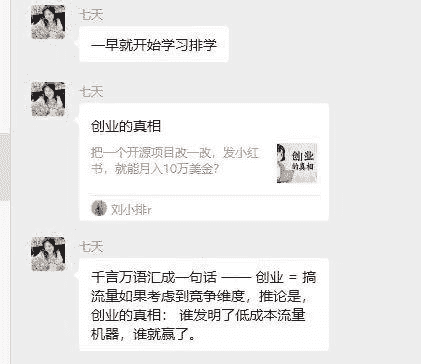 七天
一早就开始学习排学
七天
创业的真相
把一个开源项目改一改，发小红
书，就能月入10万美金？
创业
的真相
刘小排r
七天
千言万语汇成一句话 —— 创业 = 搞
流量如果考虑到竞争维度，推论是，
创业的真相： 谁发明了低成本流量
机器，谁就赢了。